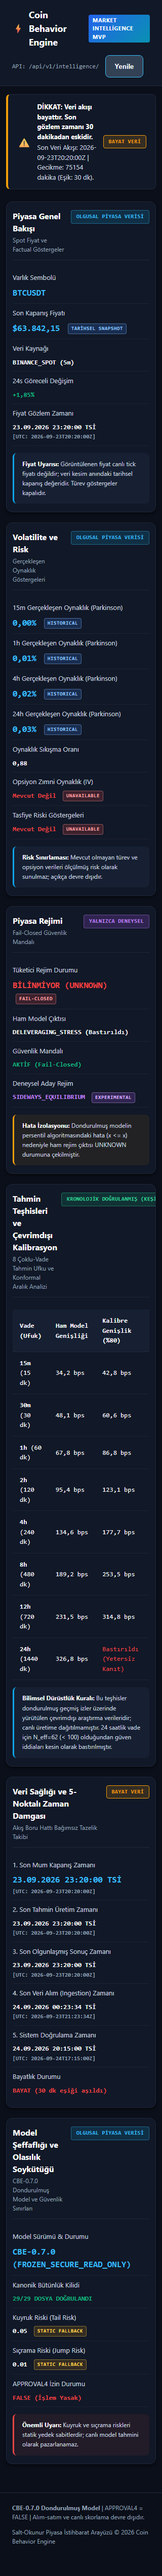 Coin
Behavior
Engine
MARKET
INTELLIGENCE
MVP
API: /api/v1/intelligence/
Yenile
DİKKAT: Veri akışı
bayattır. Son
gözlem zamanı 30
dakikadan eskidir.
Son Veri Akışı: 2026-
09-23T20:20:00Z |
Gecikme: 75154
dakika (Eşik: 30 dk).
BAYAT VERİ
Piyasa Genel
Bakışı
Spot Fiyat ve
Factual Göstergeler
OLGUSAL PİYASA VERİSİ
Varlık Sembolü
BTCUSDT
Son Kapanış Fiyatı
$63.842,15
TARİHSEL SNAPSHOT
Veri Kaynağı
BINANCE_SPOT (5m)
24s Göreceli Değişim
+1,85%
Fiyat Gözlem Zamanı
23.09.2026 23:20:00 TSİ
[UTC: 2026-09-23T20:20:00Z]
Fiyat Uyarısı: Görüntülenen fiyat canlı tick
fiyatı değildir; veri kesim anındaki tarihsel
kapanış değeridir. Türev göstergeler
kapalıdır.
Volatilite ve
Risk
Gerçekleşen
Oynaklık
Göstergeleri
OLGUSAL PİYASA VERİSİ
15m Gerçekleşen Oynaklık (Parkinson)
0,00%
HISTORICAL
1h Gerçekleşen Oynaklık (Parkinson)
0,01%
HISTORICAL
4h Gerçekleşen Oynaklık (Parkinson)
0,02%
HISTORICAL
24h Gerçekleşen Oynaklık (Parkinson)
0,03%
HISTORICAL
Oynaklık Sıkışma Oranı
0,88
Opsiyon Zımni Oynaklık (IV)
Mevcut Değil
UNAVAILABLE
Tasfiye Riski Göstergeleri
Mevcut Değil
UNAVAILABLE
Risk Sınırlaması: Mevcut olmayan türev ve
opsiyon verileri ölçülmüş risk olarak
sunulmaz; açıkça devre dışıdır.
Piyasa Rejimi
Fail-Closed Güvenlik
Mandalı
YALNIZCA DENEYSEL
Tüketici Rejim Durumu
BİLİNMİYOR (UNKNOWN)
FAIL-CLOSED
Ham Model Çıktısı
DELEVERAGING_STRESS (Bastırıldı)
Güvenlik Mandalı
AKTİF (Fail-Closed)
Deneysel Aday Rejim
SIDEWAYS_EQUILIBRIUM
EXPERIMENTAL
Hata İzolasyonu: Dondurulmuş modelin
persentil algoritmasındaki hata (x <= x)
nedeniyle ham rejim çıktısı UNKNOWN
durumuna çekilmiştir.
Tahmin
Teşhisleri
ve
Çevrimdışı
Kalibrasyon
8 Çoklu-Vade
Tahmin Ufku ve
Konformal
Aralık Analizi
KRONOLOJİK DOĞRULANMIŞ (KEŞİ
Vade
(Ufuk)
Ham Model
Genişliği
Kalibre
Genişlik
(%80)
15m
(15
dk)
34,2 bps
42,8 bps
30m
(30
dk)
48,1 bps
60,6 bps
1h (60
dk)
67,8 bps
86,8 bps
2h
(120
dk)
95,4 bps
123,1 bps
4h
(240
dk)
134,6 bps
177,7 bps
8h
(480
dk)
189,2 bps
253,5 bps
12h
(720
dk)
231,5 bps
314,8 bps
24h
(1440
dk)
326,8 bps
Bastırıldı
(Yetersiz
Kanıt)
Bilimsel Dürüstlük Kuralı: Bu teşhisler
dondurulmuş geçmiş izler üzerinde
yürütülen çevrimdışı araştırma verileridir;
canlı üretime dağıtılmamıştır. 24 saatlik vade
için N_eff=62 (< 100) olduğundan güven
iddiaları kesin olarak bastırılmıştır.
Veri Sağlığı ve 5-
Noktalı Zaman
Damgası
Akış Boru Hattı Bağımsız Tazelik
Takibi
BAYAT VERİ
1. Son Mum Kapanış Zamanı
23.09.2026 23:20:00 TSİ
[UTC: 2026-09-23T20:20:00Z]
2. Son Tahmin Üretim Zamanı
23.09.2026 23:20:00 TSİ
[UTC: 2026-09-23T20:20:00Z]
3. Son Olgunlaşmış Sonuç Zamanı
23.09.2026 23:20:00 TSİ
[UTC: 2026-09-23T20:20:00Z]
4. Son Veri Alım (Ingestion) Zamanı
24.09.2026 00:23:34 TSİ
[UTC: 2026-09-23T21:23:34Z]
5. Sistem Doğrulama Zamanı
24.09.2026 20:15:00 TSİ
[UTC: 2026-09-24T17:15:00Z]
Bayatlık Durumu
BAYAT (30 dk eşiği aşıldı)
Model
Şeffaflığı ve
Olasılık
Soykütüğü
CBE-0.7.0
Dondurulmuş
Model ve Güvenlik
Sınırları
OLGUSAL PİYASA VERİSİ
Model Sürümü & Durumu
CBE-0.7.0
(FROZEN_SECURE_READ_ONLY)
Kanonik Bütünlük Kilidi
29/29 DOSYA DOĞRULANDI
Kuyruk Riski (Tail Risk)
0.05
STATIC FALLBACK
Sıçrama Riski (Jump Risk)
0.01
STATIC FALLBACK
APPROVAL4 İzin Durumu
FALSE (İşlem Yasak)
Önemli Uyarı: Kuyruk ve sıçrama riskleri
statik yedek sabitlerdir; canlı model tahmini
olarak pazarlanamaz.
CBE-0.7.0 Dondurulmuş Model | APPROVAL4 =
FALSE | Alım-satım ve canlı skorlama devre dışıdır.
Salt-Okunur Piyasa İstihbarat Arayüzü © 2026 Coin
Behavior Engine